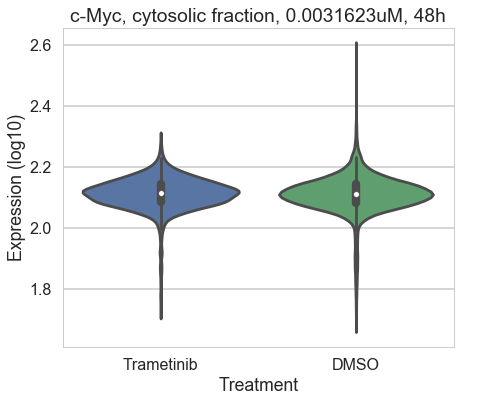 c-Myc, cytosolic fraction, 0.0031623uM, 48h
Expression (log10)
2.6
2.4
2.2
2.0
1.8
Trametinib
DMSO
Treatment